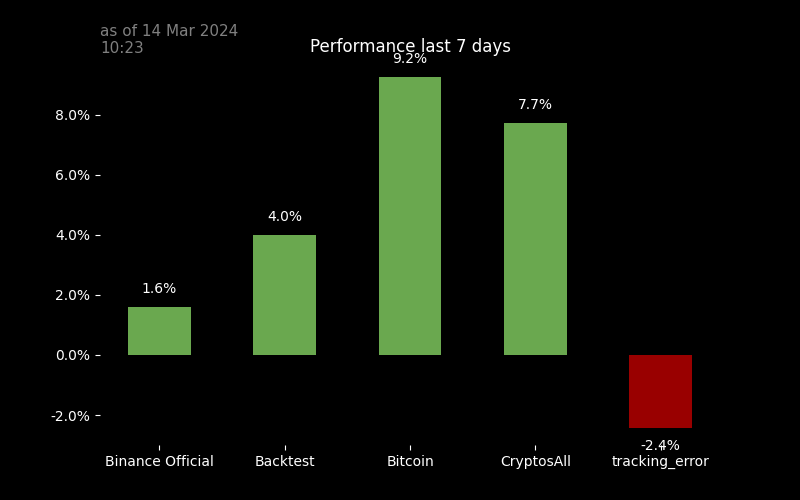 as of 14 Mar 2024
10:23
Performance last 7 days
9.2%
8.0%
7.7%
6.0%
4.0%
4.0%
2.0%
1.6%
0.0%
-2.0%
-2.4%
Binance Official
Backtest
Bitcoin
CryptosAll
tracking_error